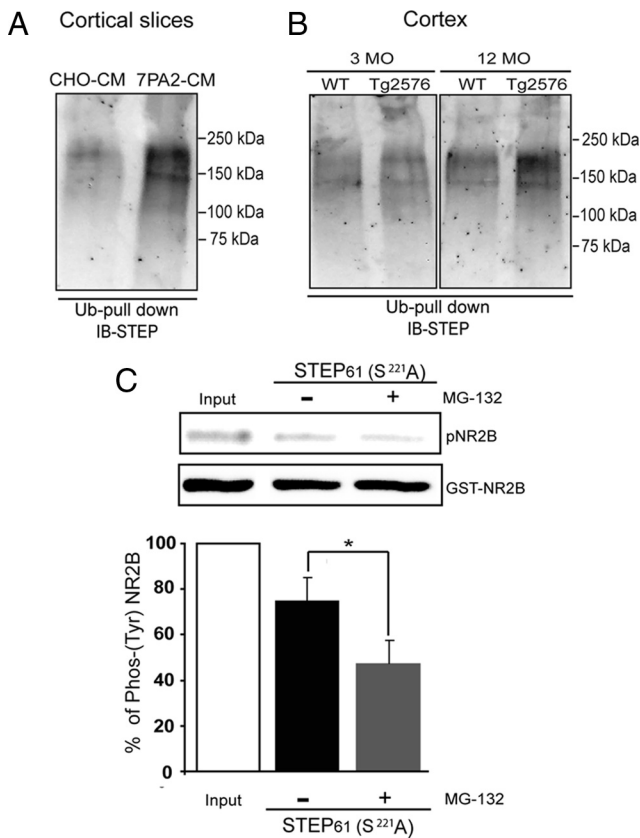 A Cortical slices
CHO-CM 7PA2-CM
250 kDa
150 kDa
100 kDa
75 kDa
Ub-pull down
IB-STEP
B Cortex
3 MO 12 MO
WT Tg2576 WT Tg2576
250 kDa
150 kDa
100 kDa
75 kDa
Ub-pull down
IB-STEP
C
STEP61 (S221A)
Input - + MG-132
pNR2B
GST-NR2B
% of Phos-(Tyr) NR2B
100
80
60
40
20
0
*
Input - + MG-132
STEP61 (S221A)